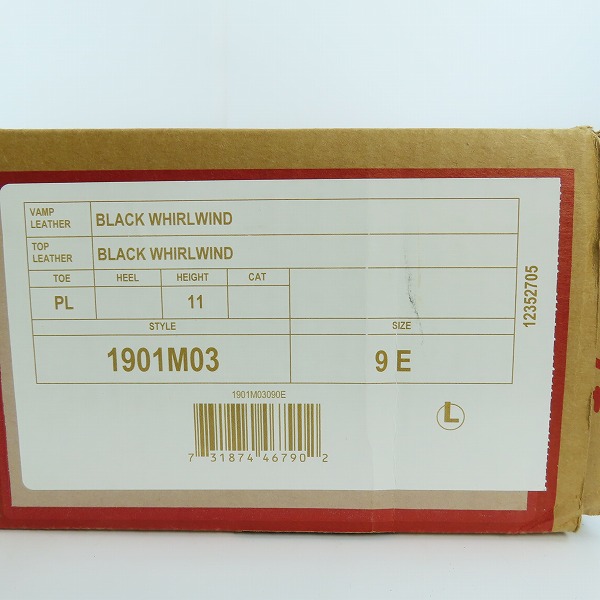 VAMP LEATHER BLACK WHIRLWIND
TOP LEATHER BLACK WHIRLWIND
TOE HEEL HEIGHT CAT
PL 11
STYLE SIZE
1901M03 9 E
1901M03090E
L
7 31874 46790 2
12352705